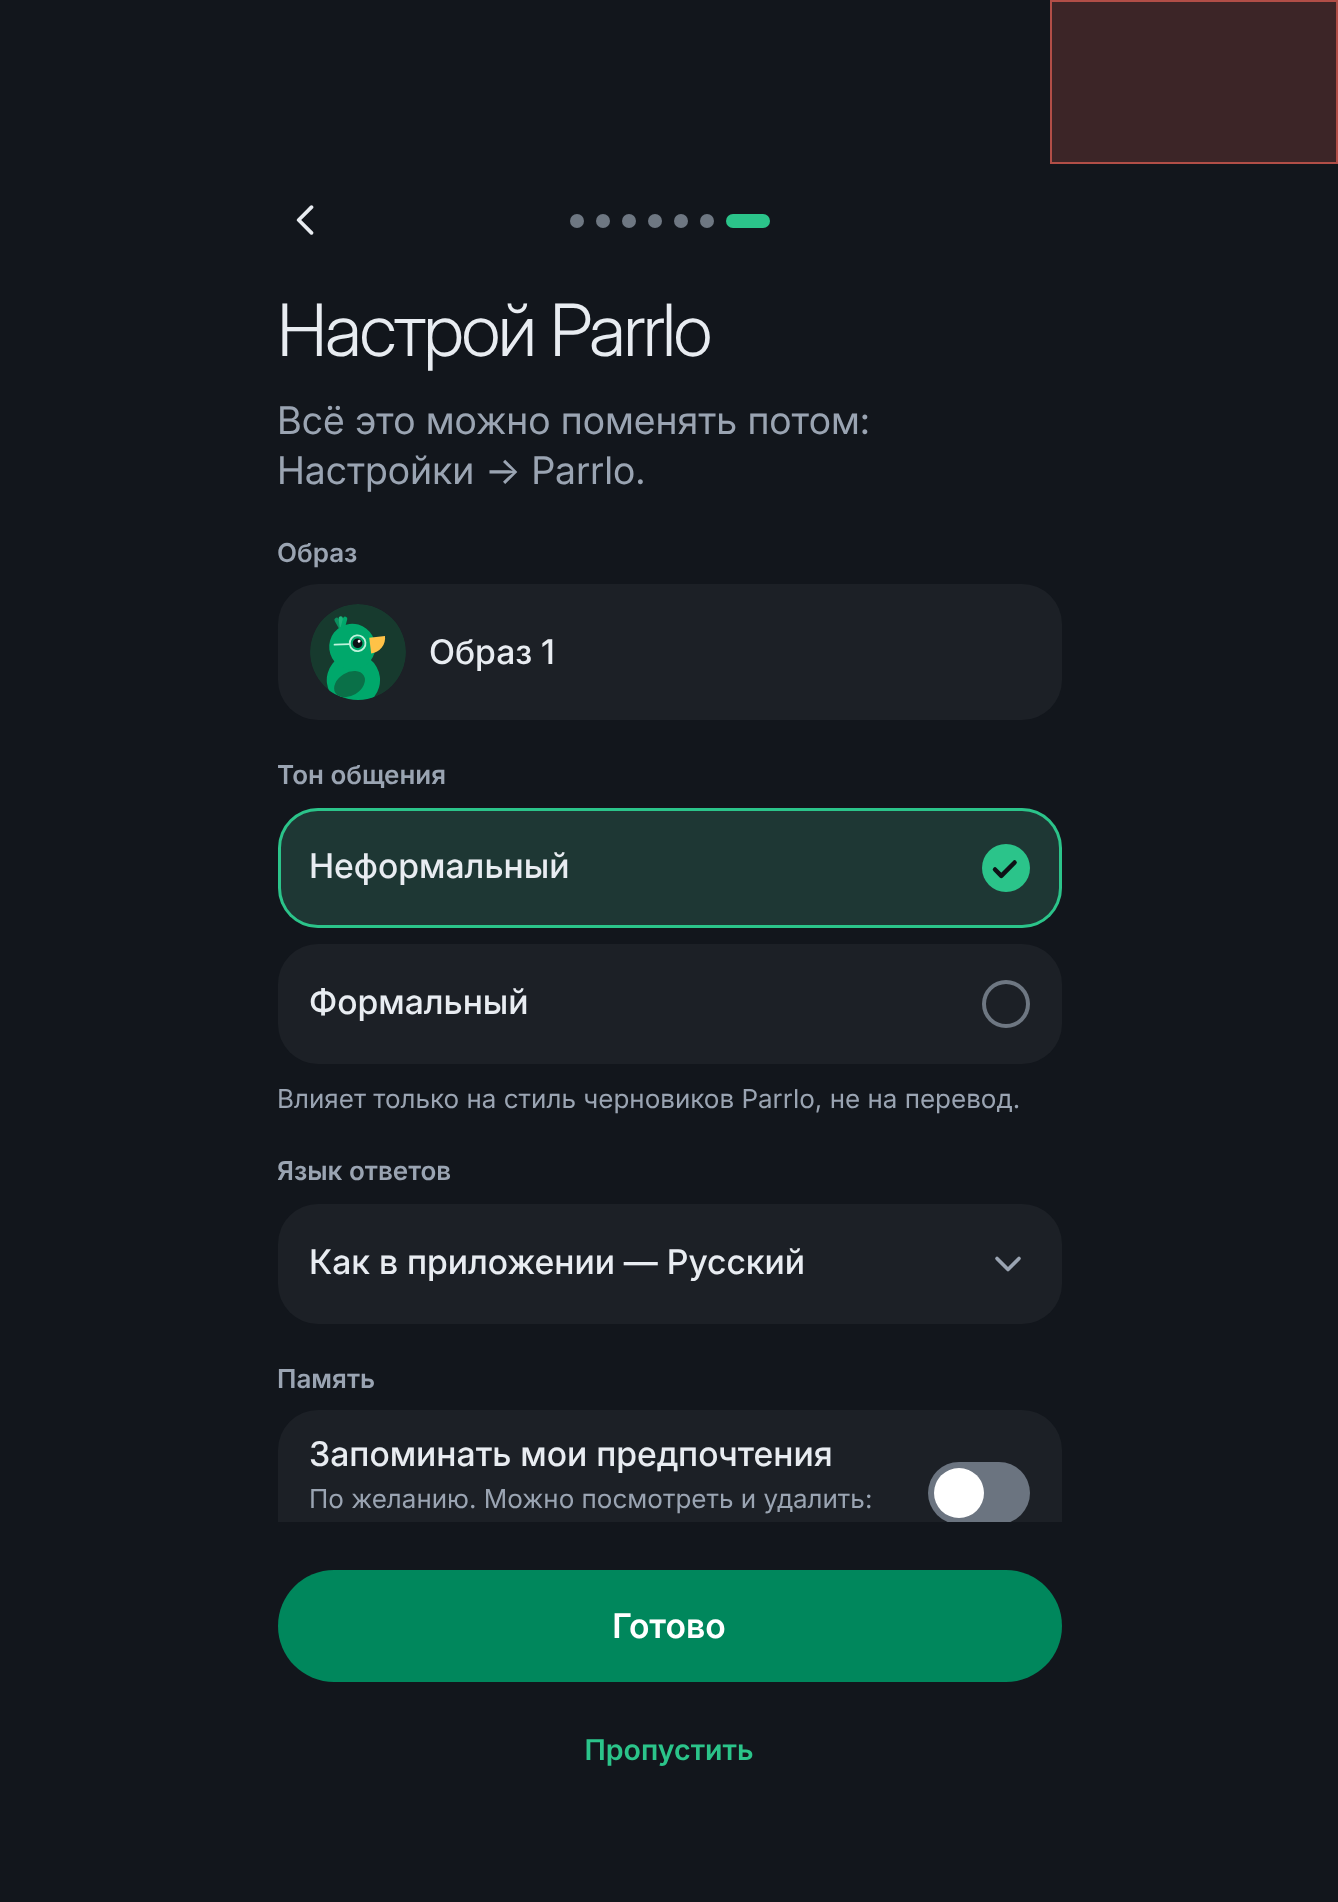 Настрой Parrlo
Всё это можно поменять потом:
Настройки → Parrlo.
Образ
Образ 1
Тон общения
Неформальный
Формальный
Влияет только на стиль черновиков Parrlo, не на перевод.
Язык ответов
Как в приложении — Русский
Память
Запоминать мои предпочтения
По желанию. Можно посмотреть и удалить:
Готово
Пропустить